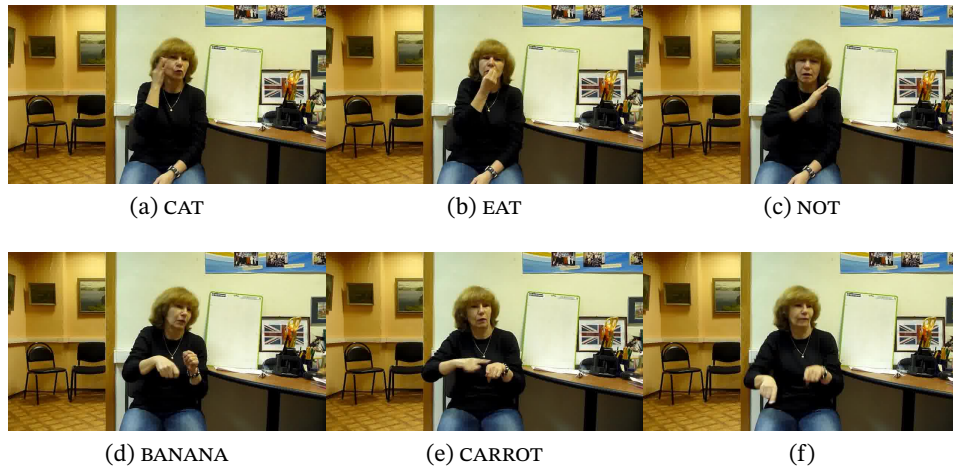 (a) CAT
(b) EAT
(c) NOT
(d) BANANA
(e) CARROT
(f)